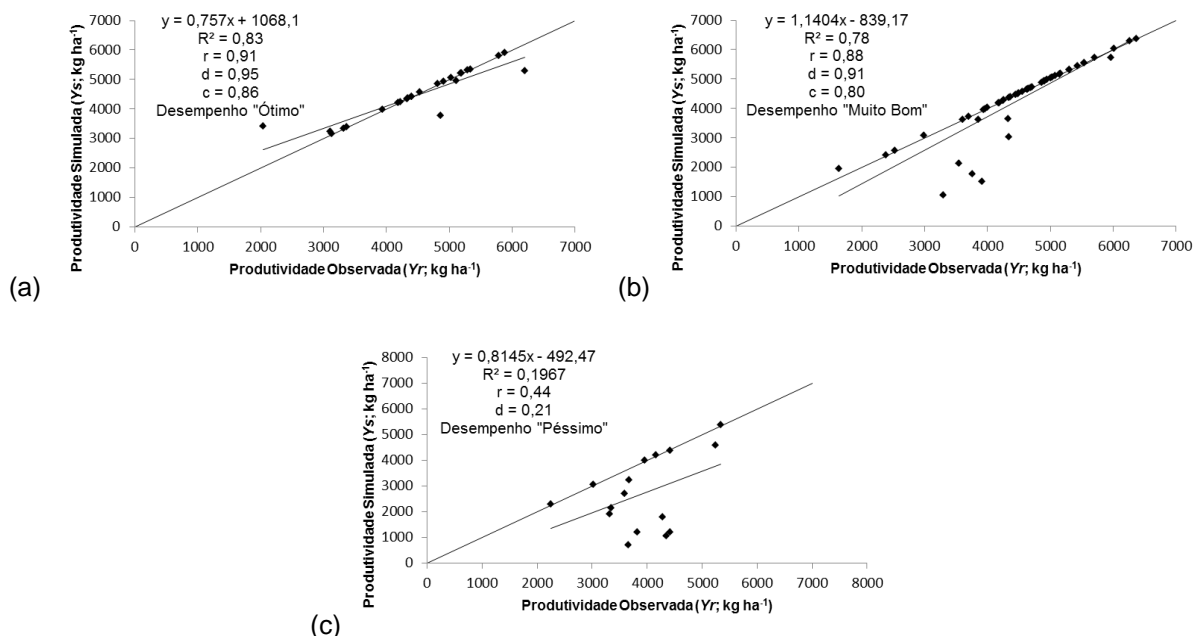 y = 0,757x + 1068,1
R² = 0,83
r = 0,91
d = 0,95
c = 0,86
Desempenho "Ótimo"
7000
6000
5000
4000
3000
2000
1000
0
Produtividade Simulada (Ys; kg ha⁻¹)
0 1000 2000 3000 4000 5000 6000 7000
Produtividade Observada (Yr; kg ha⁻¹)
(a)
y = 1,1404x - 839,17
R² = 0,78
r = 0,88
d = 0,91
c = 0,80
Desempenho "Muito Bom"
7000
6000
5000
4000
3000
2000
1000
0
Produtividade Simulada (Ys; kg ha⁻¹)
0 1000 2000 3000 4000 5000 6000 7000
Produtividade Observada (Yr; kg ha⁻¹)
(b)
y = 0,8145x - 492,47
R² = 0,1967
r = 0,44
d = 0,21
Desempenho "Péssimo"
8000
7000
6000
5000
4000
3000
2000
1000
0
Produtividade Simulada (Ys; kg ha⁻¹)
0 1000 2000 3000 4000 5000 6000 7000 8000
Produtividade Observada (Yr; kg ha⁻¹)
(c)